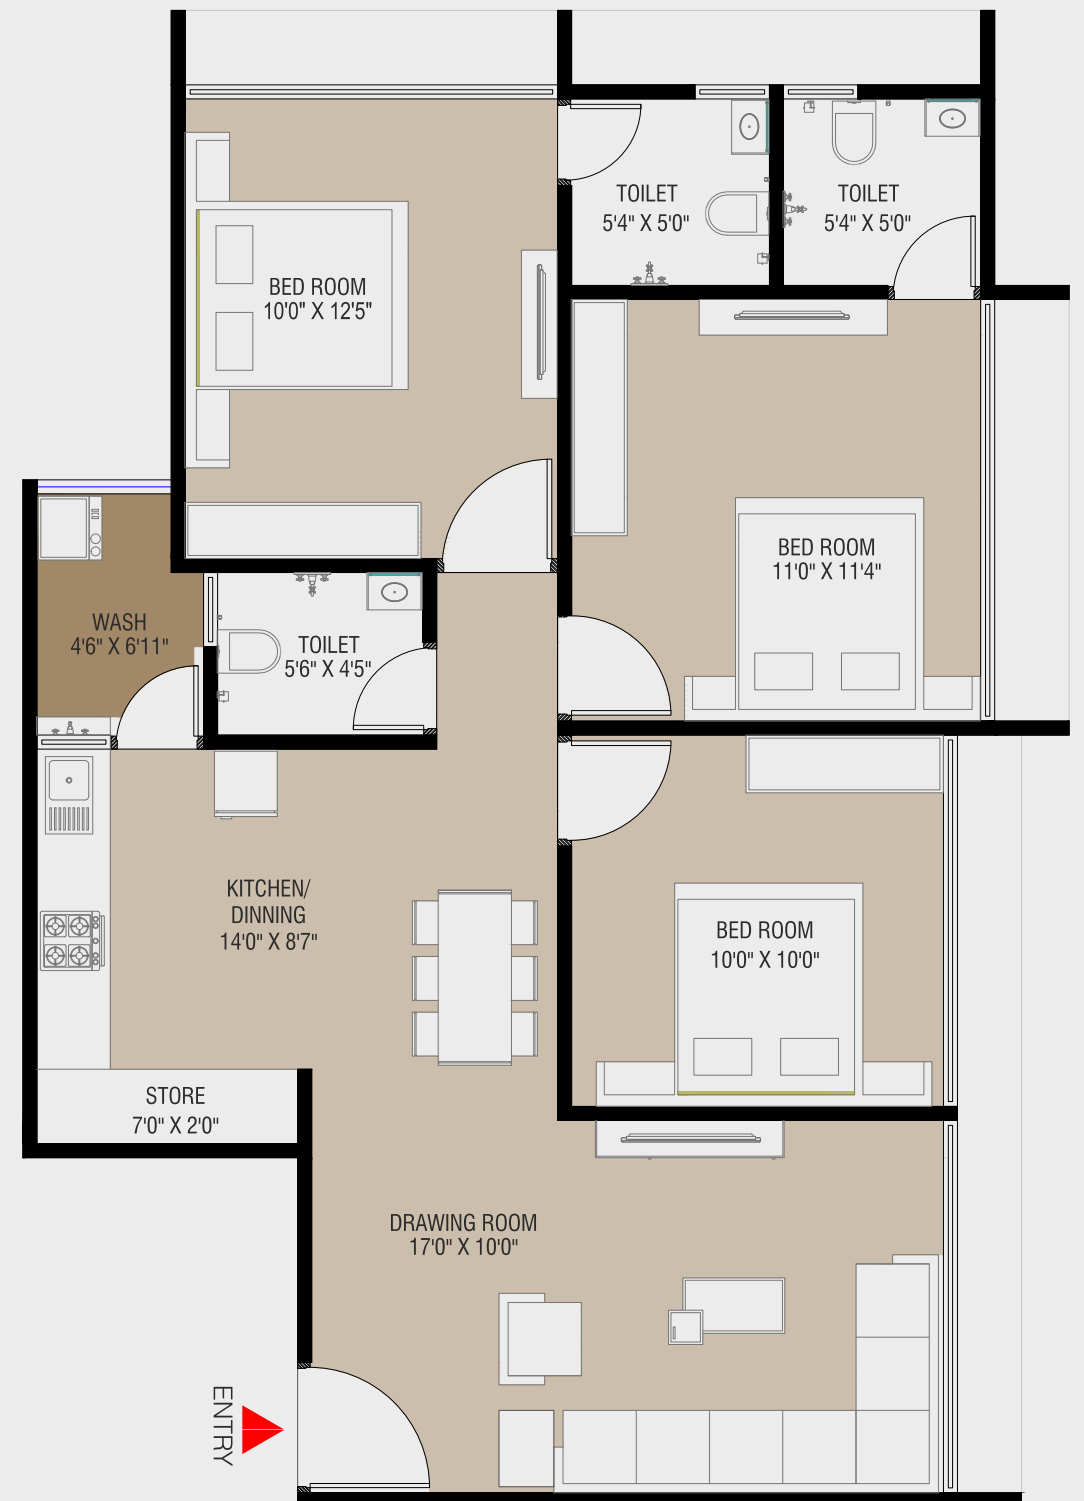 TOILET
5'4" X 5'0"
TOILET
5'4" X 5'0"
BED ROOM
10'0" X 12'5"
BED ROOM
11'0" X 11'4"
WASH
4'6" X 6'11"
TOILET
5'6" X 4'5"
KITCHEN/
DINNING
14'0" X 8'7"
BED ROOM
10'0" X 10'0"
STORE
7'0" X 2'0"
DRAWING ROOM
17'0" X 10'0"
ENTRY